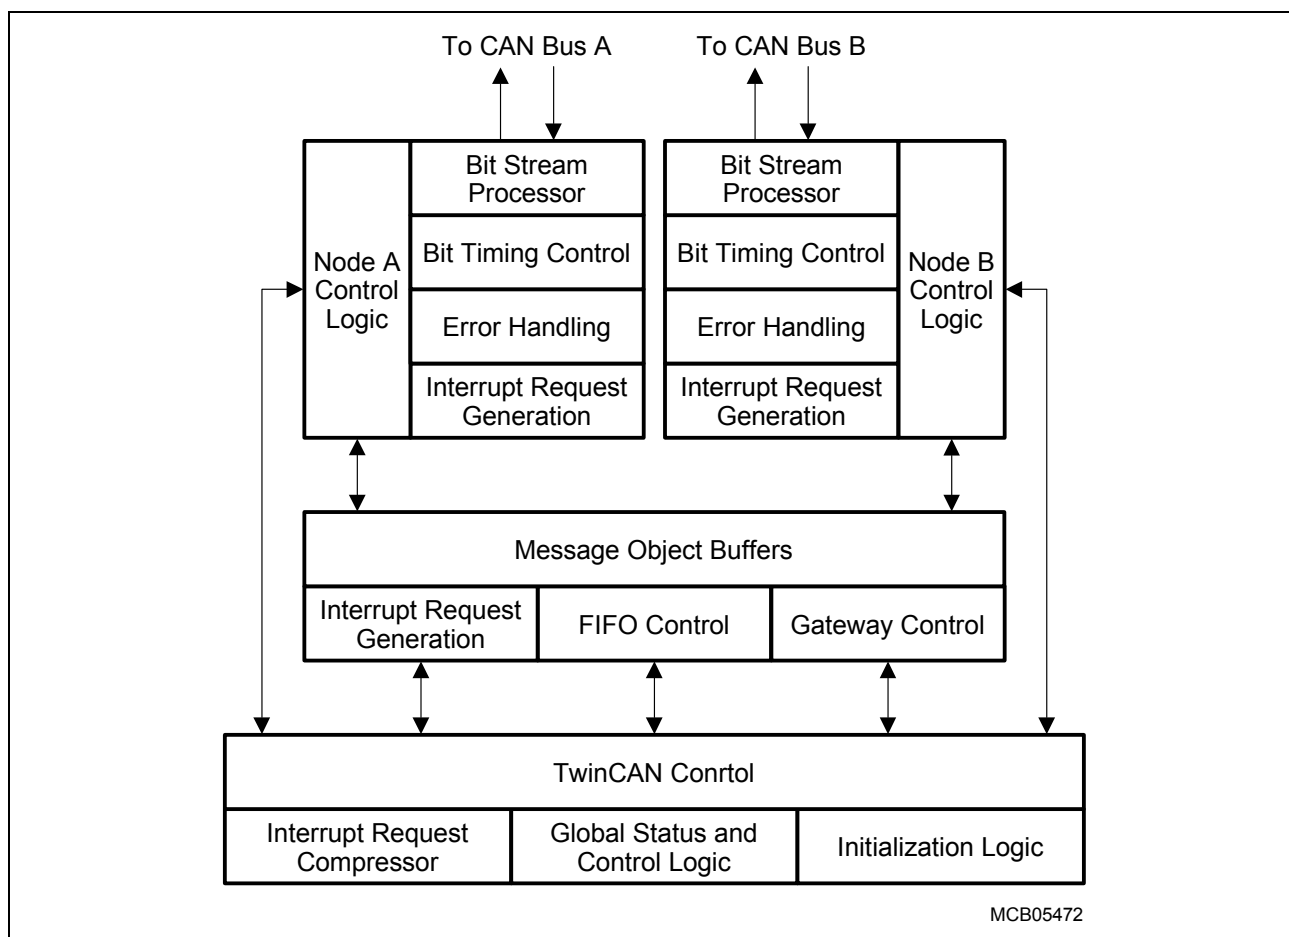 To CAN Bus A
To CAN Bus B
Node A
Control
Logic
Bit Stream
Processor
Bit Timing Control
Error Handling
Interrupt Request
Generation
Bit Stream
Processor
Bit Timing Control
Error Handling
Interrupt Request
Generation
Node B
Control
Logic
Message Object Buffers
Interrupt Request
Generation
FIFO Control
Gateway Control
TwinCAN Conrtol
Interrupt Request
Compressor
Global Status and
Control Logic
Initialization Logic
MCB05472